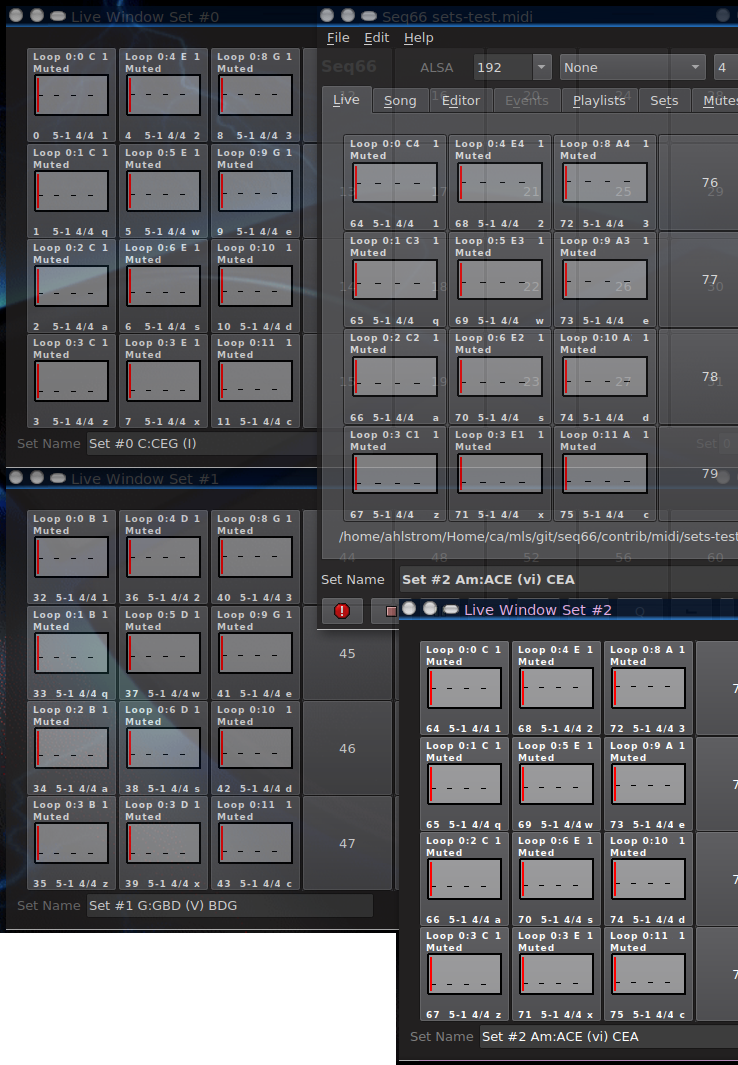 Live Window Set #0
Loop 0:0 C 1
Muted
0 5-1 4/4 1
Loop 0:4 E 1
Muted
4 5-1 4/4 2
Loop 0:8 G 1
Muted
8 5-1 4/4 3
Loop 0:1 C 1
Muted
1 5-1 4/4 q
Loop 0:5 E 1
Muted
5 5-1 4/4 w
Loop 0:9 G 1
Muted
9 5-1 4/4 e
Loop 0:2 C 1
Muted
2 5-1 4/4 a
Loop 0:6 E 1
Muted
6 5-1 4/4 s
Loop 0:10 1
Muted
10 5-1 4/4 d
Loop 0:3 C 1
Muted
3 5-1 4/4 z
Loop 0:3 E 1
Muted
7 5-1 4/4 x
Loop 0:11 1
Muted
11 5-1 4/4 c
Set Name Set #0 C:CEG (I)
Seq66 sets-test.midi
File Edit Help
Seq66 ALSA 192 None 4
Live Song Editor Events Playlists Sets Mutes
Loop 0:0 C4 1
Muted
64 5-1 4/4 1
Loop 0:4 E4 1
Muted
68 5-1 4/4 2
Loop 0:8 A4 1
Muted
72 5-1 4/4 3
76
Loop 0:1 C3 1
Muted
65 5-1 4/4 q
Loop 0:5 E3 1
Muted
69 5-1 4/4 w
Loop 0:9 A3 1
Muted
73 5-1 4/4 e
77
Loop 0:2 C2 1
Muted
66 5-1 4/4 a
Loop 0:6 E2 1
Muted
70 5-1 4/4 s
Loop 0:10 A 1
Muted
74 5-1 4/4 d
78
Loop 0:3 C1 1
Muted
67 5-1 4/4 z
Loop 0:3 E1 1
Muted
71 5-1 4/4 x
Loop 0:11 A 1
Muted
75 5-1 4/4 c
79
/home/ahlstrom/Home/ca/mls/git/seq66/contrib/midi/sets-test
Set Name Set #2 Am:ACE (vi) CEA
Live Window Set #1
Loop 0:0 B 1
Muted
32 5-1 4/4 1
Loop 0:4 D 1
Muted
36 5-1 4/4 2
Loop 0:8 G 1
Muted
40 5-1 4/4 3
44 48 52 56 60
Loop 0:1 B 1
Muted
33 5-1 4/4 q
Loop 0:5 D 1
Muted
37 5-1 4/4 w
Loop 0:9 G 1
Muted
41 5-1 4/4 e
45
Loop 0:2 B 1
Muted
34 5-1 4/4 a
Loop 0:6 D 1
Muted
38 5-1 4/4 s
Loop 0:10 1
Muted
42 5-1 4/4 d
46
Loop 0:3 B 1
Muted
35 5-1 4/4 z
Loop 0:3 D 1
Muted
39 5-1 4/4 x
Loop 0:11 1
Muted
43 5-1 4/4 c
47
Set Name Set #1 G:GBD (V) BDG
Live Window Set #2
Loop 0:0 C 1
Muted
64 5-1 4/4 1
Loop 0:4 E 1
Muted
68 5-1 4/4 2
Loop 0:8 A 1
Muted
72 5-1 4/4 3
7
Loop 0:1 C 1
Muted
65 5-1 4/4 q
Loop 0:5 E 1
Muted
69 5-1 4/4 w
Loop 0:9 A 1
Muted
73 5-1 4/4 e
7
Loop 0:2 C 1
Muted
66 5-1 4/4 a
Loop 0:6 E 1
Muted
70 5-1 4/4 s
Loop 0:10 1
Muted
74 5-1 4/4 d
7
Loop 0:3 C 1
Muted
67 5-1 4/4 z
Loop 0:3 E 1
Muted
71 5-1 4/4 x
Loop 0:11 1
Muted
75 5-1 4/4 c
7
Set Name Set #2 Am:ACE (vi) CEA